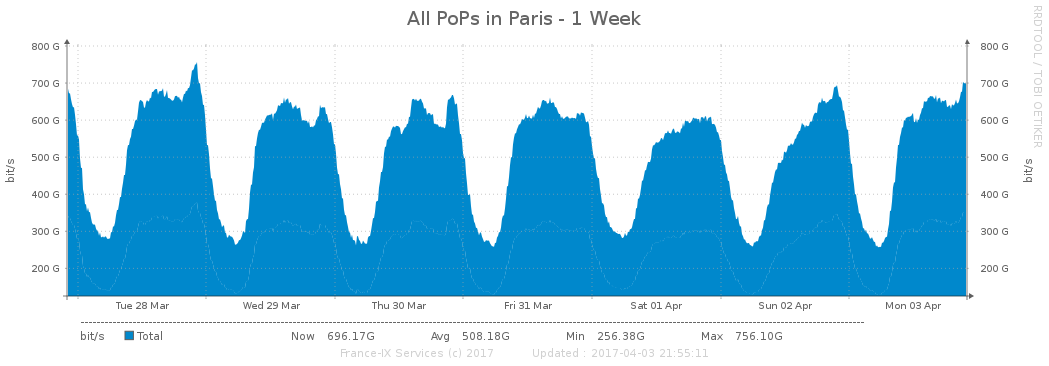 All PoPs in Paris - 1 Week
RRDTOOL / TOBI OETIKER
800 G 800 G
700 G 700 G
600 G 600 G
500 G 500 G
400 G 400 G
300 G 300 G
200 G 200 G
bit/s
bit/s
Tue 28 Mar Wed 29 Mar Thu 30 Mar Fri 31 Mar Sat 01 Apr Sun 02 Apr Mon 03 Apr
bit/s Total Now 696.17G Avg 508.18G Min 256.38G Max 756.10G
France-IX Services (c) 2017 Updated : 2017-04-03 21:55:11